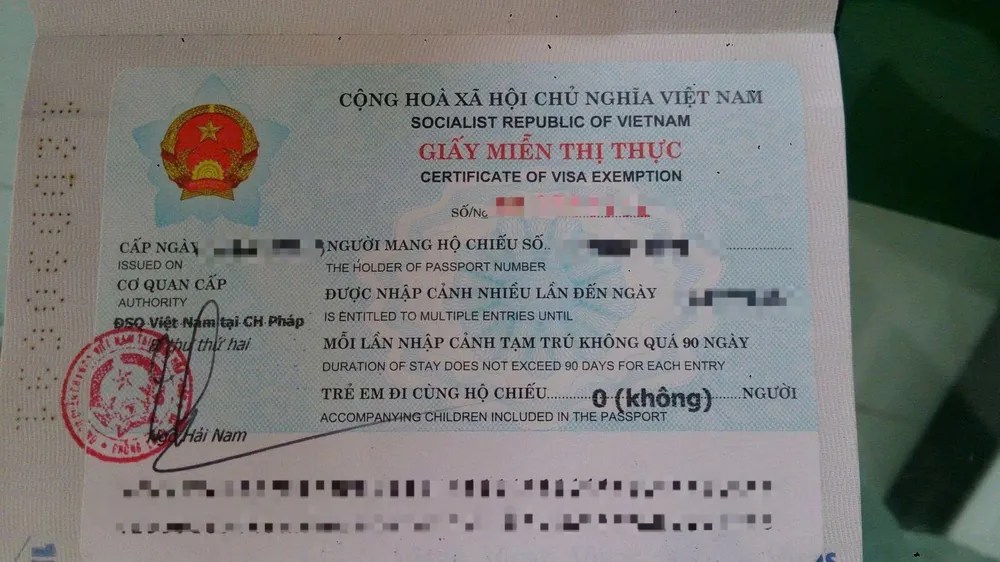 CỘNG HOÀ XÃ HỘI CHỦ NGHĨA VIỆT NAM
SOCIALIST REPUBLIC OF VIETNAM
GIẤY MIỄN THỊ THỰC
CERTIFICATE OF VISA EXEMPTION
SỐ/No
CẤP NGÀY
ISSUED ON
CƠ QUAN CẤP
AUTHORITY
ĐSQ Việt Nam tại CH Pháp
thư thứ hai
Hải Nam
NGƯỜI MANG HỘ CHIẾU SỐ
THE HOLDER OF PASSPORT NUMBER
ĐƯỢC NHẬP CẢNH NHIỀU LẦN ĐẾN NGÀY
IS ENTITLED TO MULTIPLE ENTRIES UNTIL
MỖI LẦN NHẬP CẢNH TẠM TRÚ KHÔNG QUÁ 90 NGÀY
DURATION OF STAY DOES NOT EXCEED 90 DAYS FOR EACH ENTRY
TRẺ EM ĐI CÙNG HỘ CHIẾU 0 (không) NGƯỜI
ACCOMPANYING CHILDREN INCLUDED IN THE PASSPORT